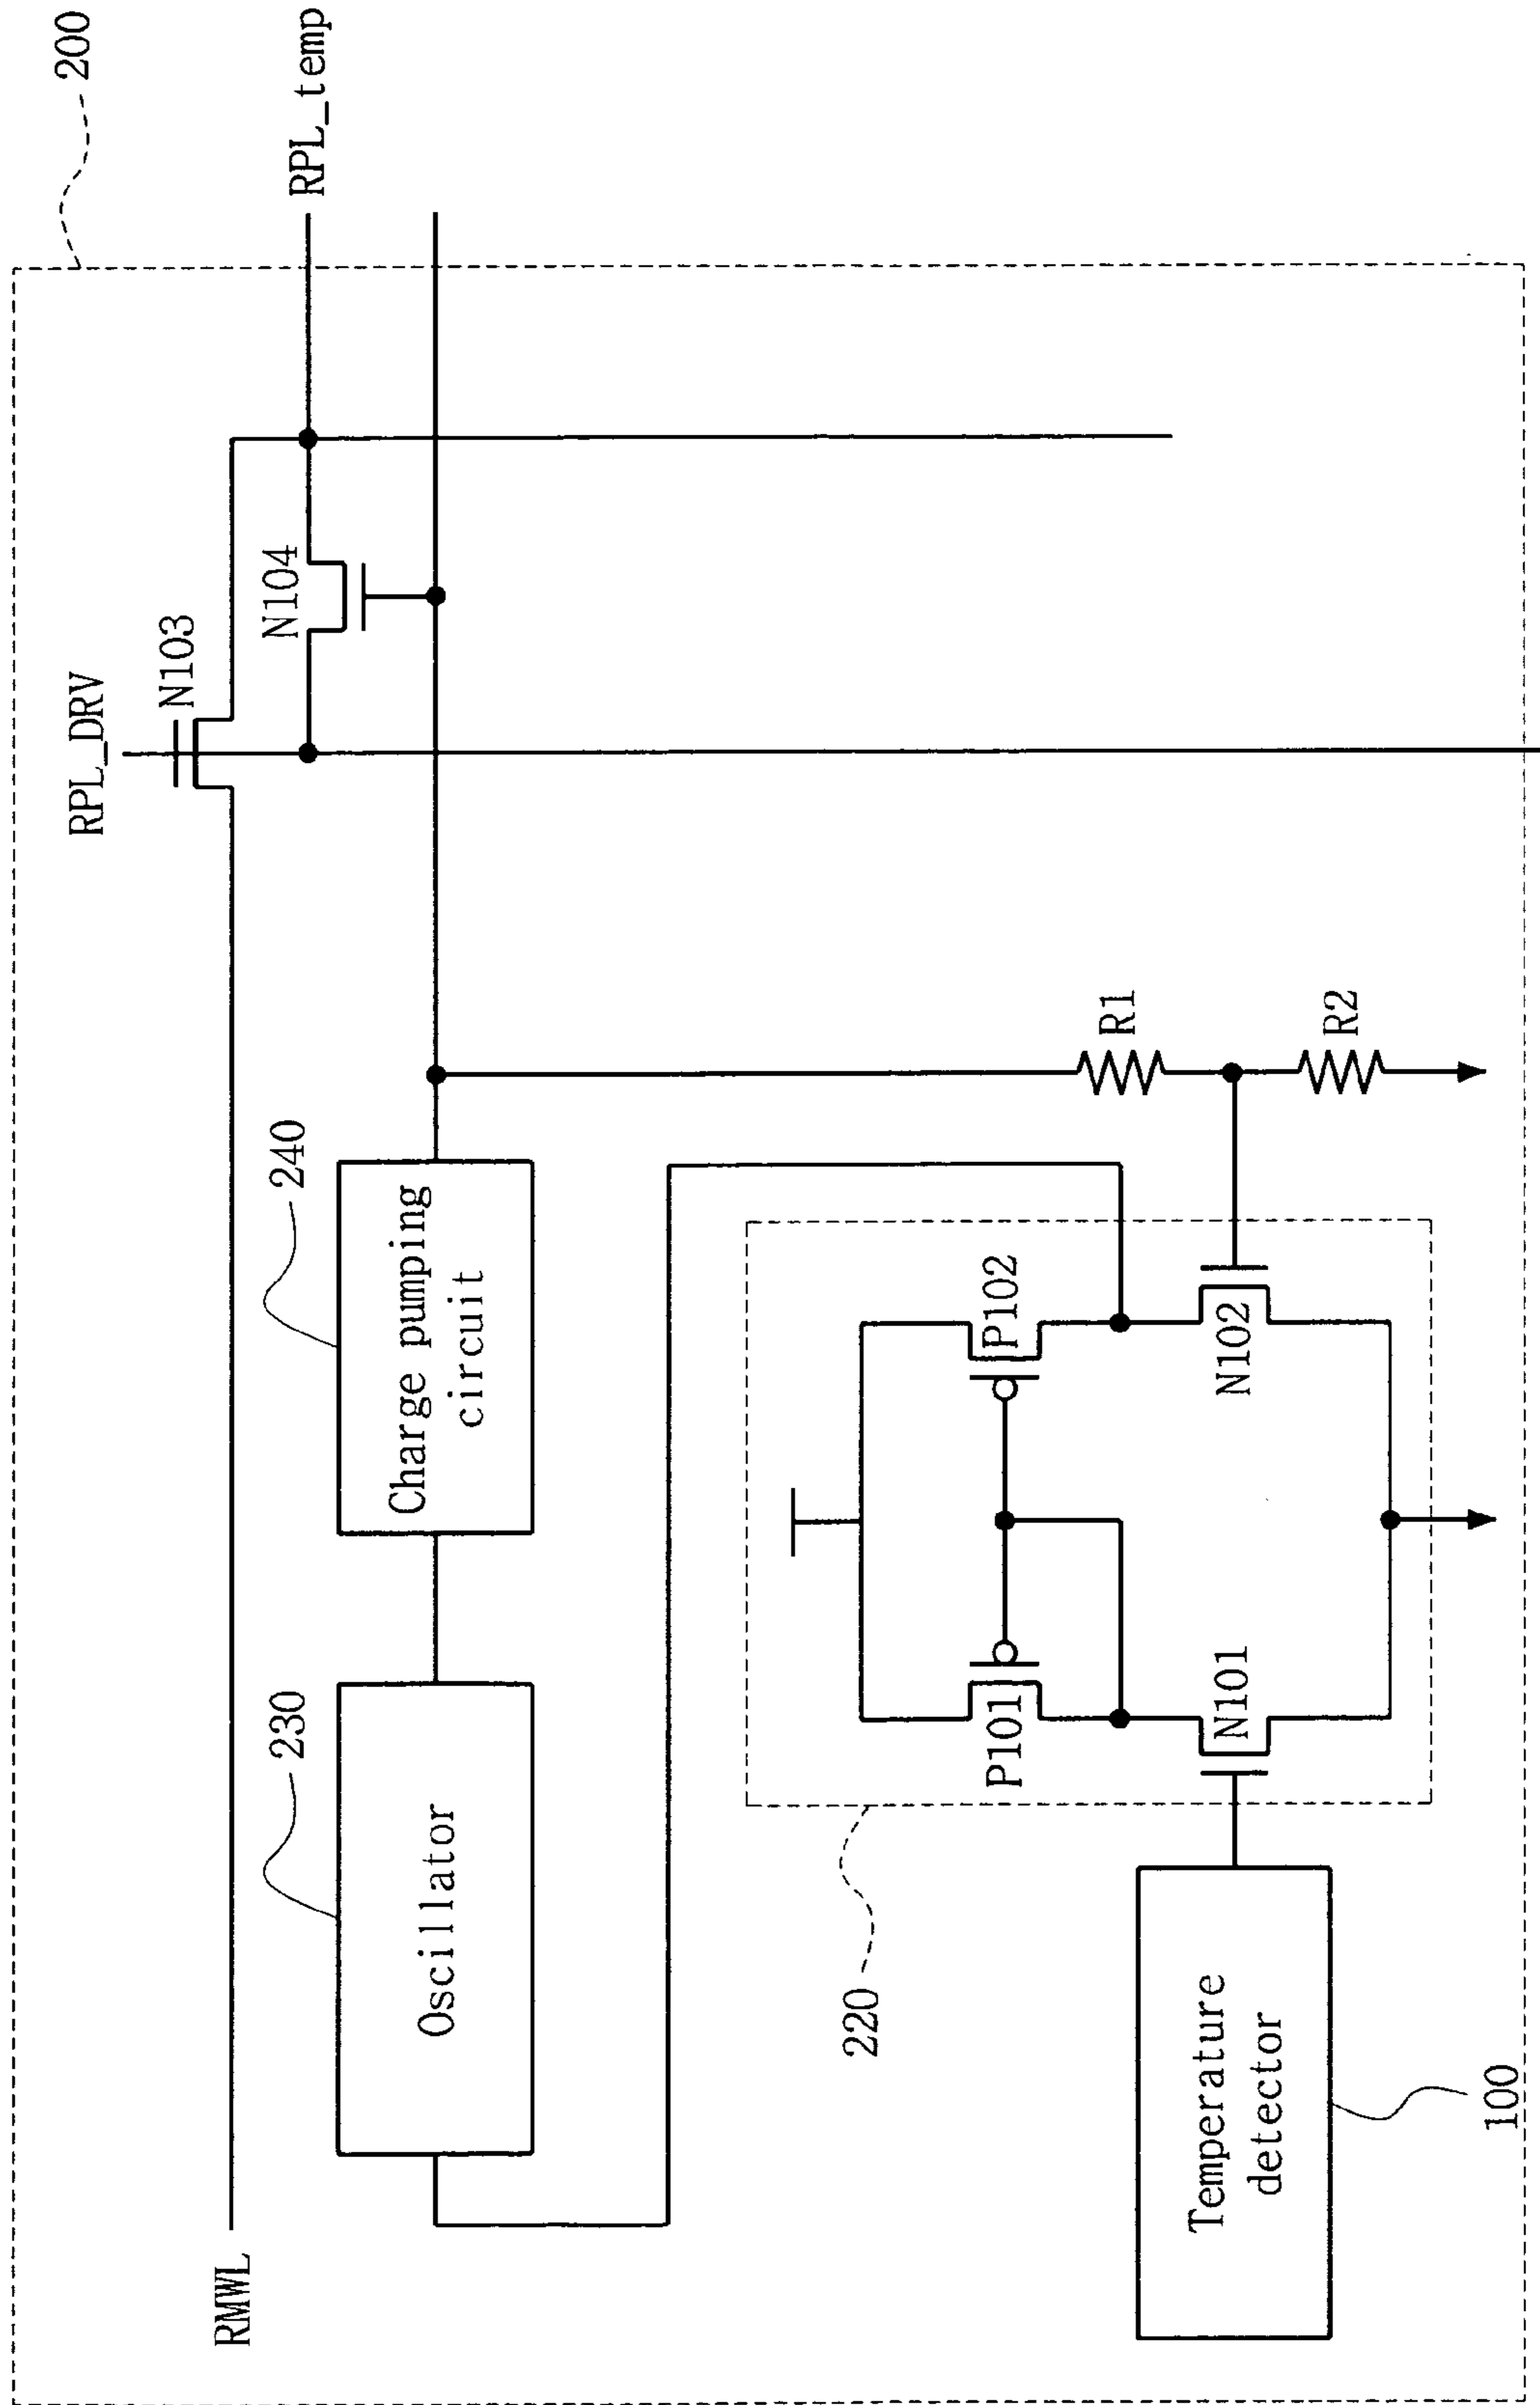 200
RPL_DRV
RPL_temp
N103
N104
RMWL
230
240
Oscillator
Charge pumping
circuit
220
P101
P102
R1
N101
N102
R2
Temperature
detector
100